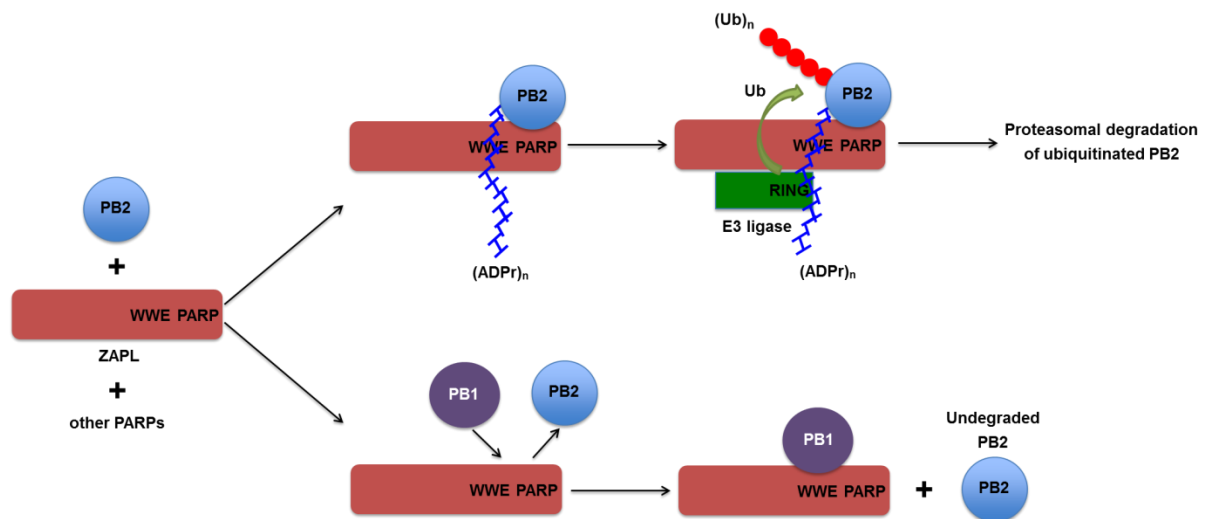 PB2
+
WWE PARP
ZAPL
+
other PARPs
PB2
WWE PARP
(ADPr)n
(Ub)n
Ub
PB2
WWE PARP
RING
E3 ligase
(ADPr)n
Proteasomal degradation
of ubiquitinated PB2
PB1
PB2
WWE PARP
PB1
WWE PARP
+
Undegraded
PB2
PB2